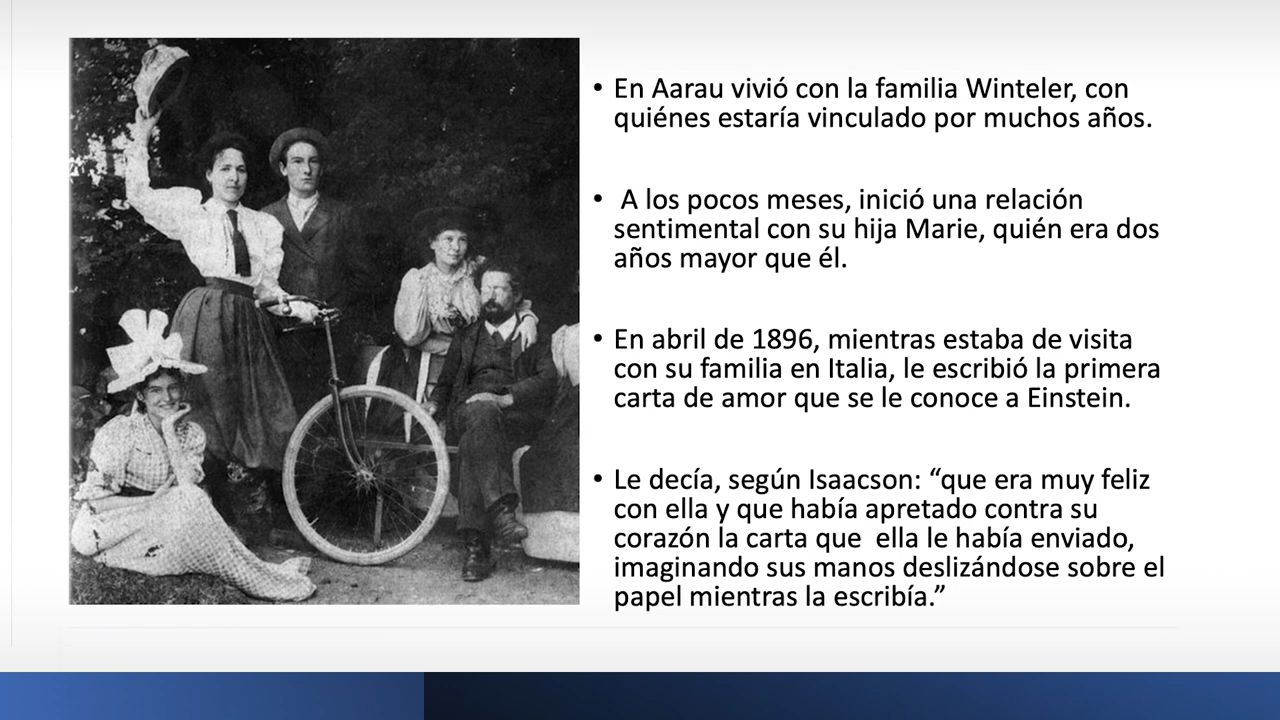 • En Aarau vivió con la familia Winteler, con
quiénes estaría vinculado por muchos años.
• A los pocos meses, inició una relación
sentimental con su hija Marie, quién era dos
años mayor que él.
• En abril de 1896, mientras estaba de visita
con su familia en Italia, le escribió la primera
carta de amor que se le conoce a Einstein.
• Le decía, según Isaacson: “que era muy feliz
con ella y que había apretado contra su
corazón la carta que  ella le había enviado,
imaginando sus manos deslizándose sobre el
papel mientras la escribía.”